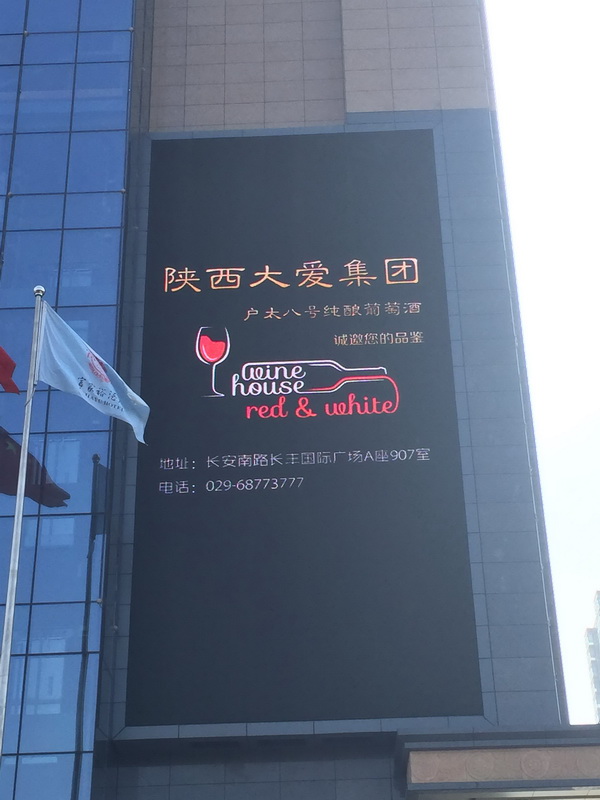 陕西大爱集团
户太八号纯酿葡萄酒
诚邀您的品鉴
wine
house
red & white
地址：长安南路长丰国际广场A座907室
电话：029-68773777